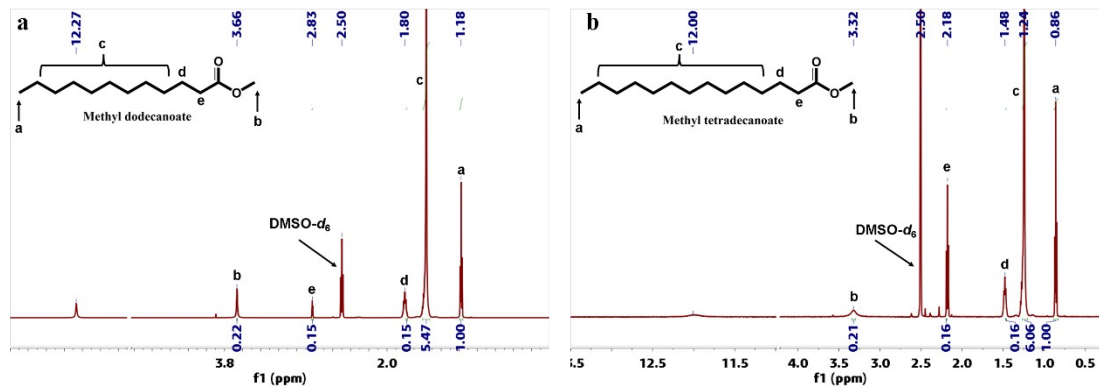 a
12.27
3.66
2.83
2.50
1.80
1.18
c
d
O
O
e
a
Methyl dodecanoate
b
c
a
DMSO-d6
b
e
d
0.22
0.15
0.15
5.47
1.00
3.8
2.0
f1 (ppm)
b
12.00
3.32
2.50
2.18
1.48
1.24
0.86
c
d
O
O
e
a
Methyl tetradecanoate
b
c
a
e
DMSO-d6
d
b
0.21
0.16
0.16
6.06
1.00
.5
12.0
4.0
3.5
3.0
2.5
2.0
1.5
1.0
0.5
f1 (ppm)